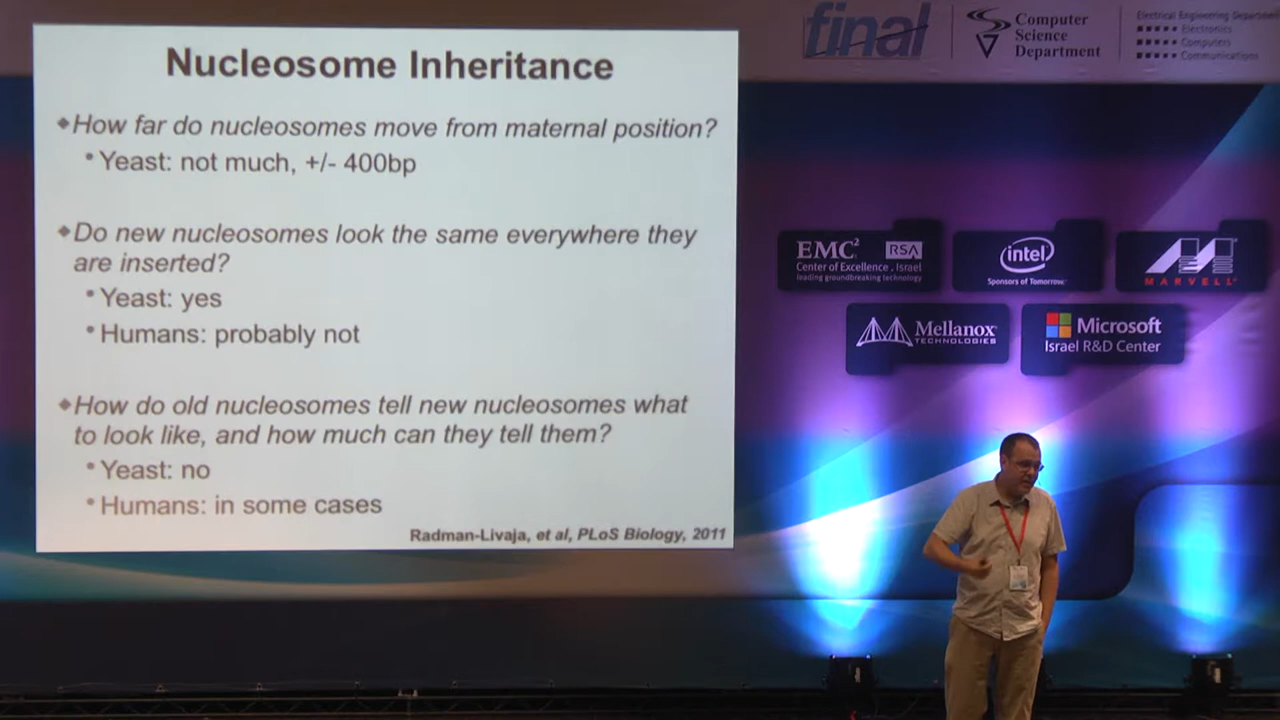 Nucleosome Inheritance
◆How far do nucleosomes move from maternal position?
• Yeast: not much, +/- 400bp
◆Do new nucleosomes look the same everywhere they
are inserted?
• Yeast: yes
• Humans: probably not
◆How do old nucleosomes tell new nucleosomes what
to look like, and how much can they tell them?
• Yeast: no
• Humans: in some cases
Radman-Livaja, et al, PLoS Biology, 2011
final
Computer
Science
Department
Electrical Engineering Department
Electronics
Computers
Communications
EMC² RSA
Center of Excellence, Israel
leading groundbreaking technology
intel
Sponsors of Tomorrow.
MARVELL
Mellanox
TECHNOLOGIES
Microsoft
Israel R&D Center